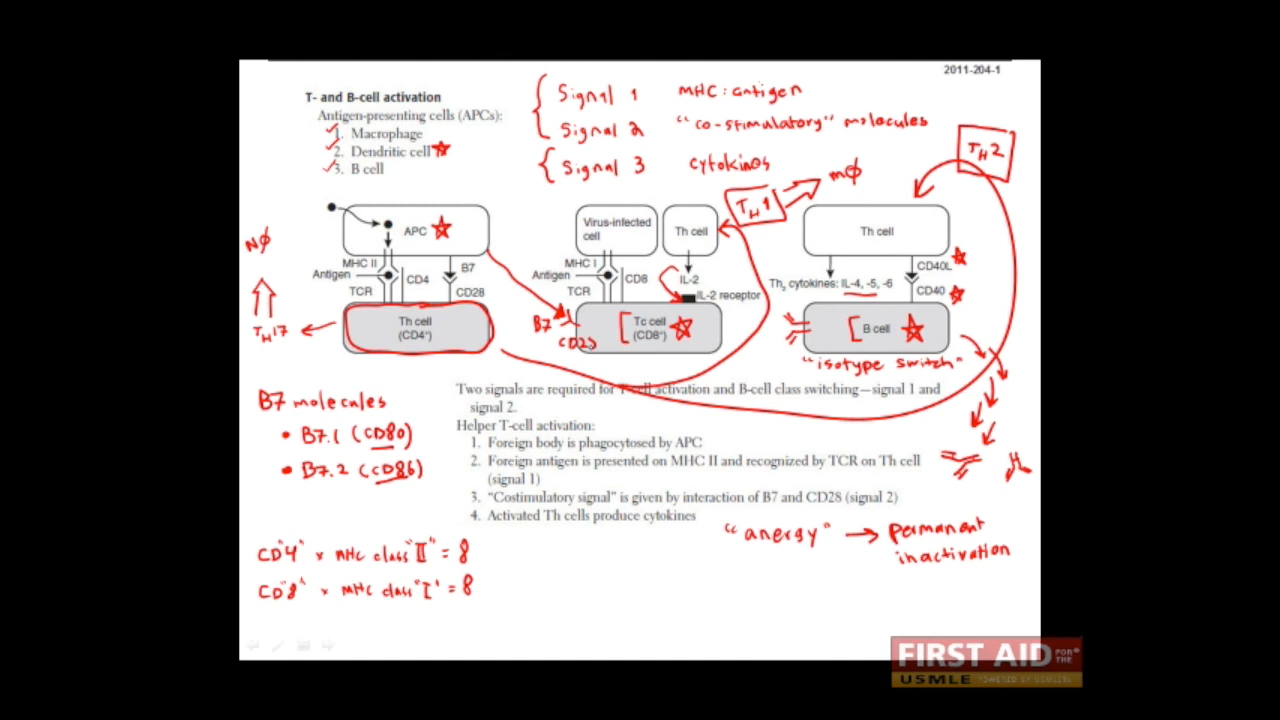 2011-204-1
T- and B-cell activation
Antigen-presenting cells (APCs):
1. Macrophage
2. Dendritic cell
3. B cell
Signal 1 MHC : antigen
Signal 2 "co-stimulatory" molecules
Signal 3 cytokines
TH1
mø
TH2
Nø
TH17
APC
MHC II
B7
Antigen
CD4
TCR
CD28
Th cell
(CD4+)
Virus-infected
cell
Th cell
MHC I
Antigen
CD8
IL-2
TCR
IL-2 receptor
B7
CD28
Tc cell
(CD8+)
Th cell
CD40L
Th2 cytokines: IL-4, -5, -6
CD40
B cell
"isotype switch"
B7 molecules
• B7.1 (CD80)
• B7.2 (CD86)
Two signals are required for T-cell activation and B-cell class switching—signal 1 and
signal 2.
Helper T-cell activation:
1. Foreign body is phagocytosed by APC
2. Foreign antigen is presented on MHC II and recognized by TCR on Th cell
(signal 1)
3. "Costimulatory signal" is given by interaction of B7 and CD28 (signal 2)
4. Activated Th cells produce cytokines
"anergy" → permanent
inactivation
CD"4" x MHC class "II" = 8
CD"8" x MHC class "I" = 8
FIRST AID FOR THE®
USMLE POWERED BY USMLERX